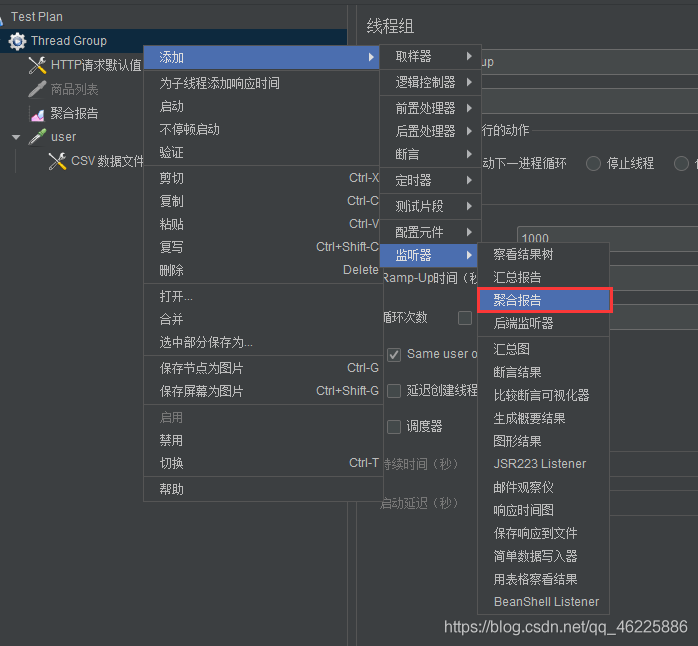 Test Plan
Thread Group
HTTP请求默认值
商品列表
聚合报告
user
CSV 数据文件
添加
为子线程添加响应时间
启动
不停顿启动
验证
剪切 Ctrl-X
复制 Ctrl-C
粘贴 Ctrl-V
复写 Ctrl+Shift-C
删除 Delete
打开...
合并
选中部分保存为...
保存节点为图片 Ctrl-G
保存屏幕为图片 Ctrl+Shift-G
启用
禁用
切换 Ctrl-T
帮助
取样器
逻辑控制器
前置处理器
后置处理器
断言
定时器
测试片段
配置元件
监听器
察看结果树
汇总报告
聚合报告
后端监听器
汇总图
断言结果
比较断言可视化器
生成概要结果
图形结果
JSR223 Listener
邮件观察仪
响应时间图
保存响应到文件
简单数据写入器
用表格察看结果
BeanShell Listener
线程组
up
行的动作
动下一进程循环
停止线程
1000
Ramp-Up时间（秒
循环次数
Same user o
延迟创建线程
调度器
持续时间（秒）
启动延迟（秒）
https://blog.csdn.net/qq_46225886